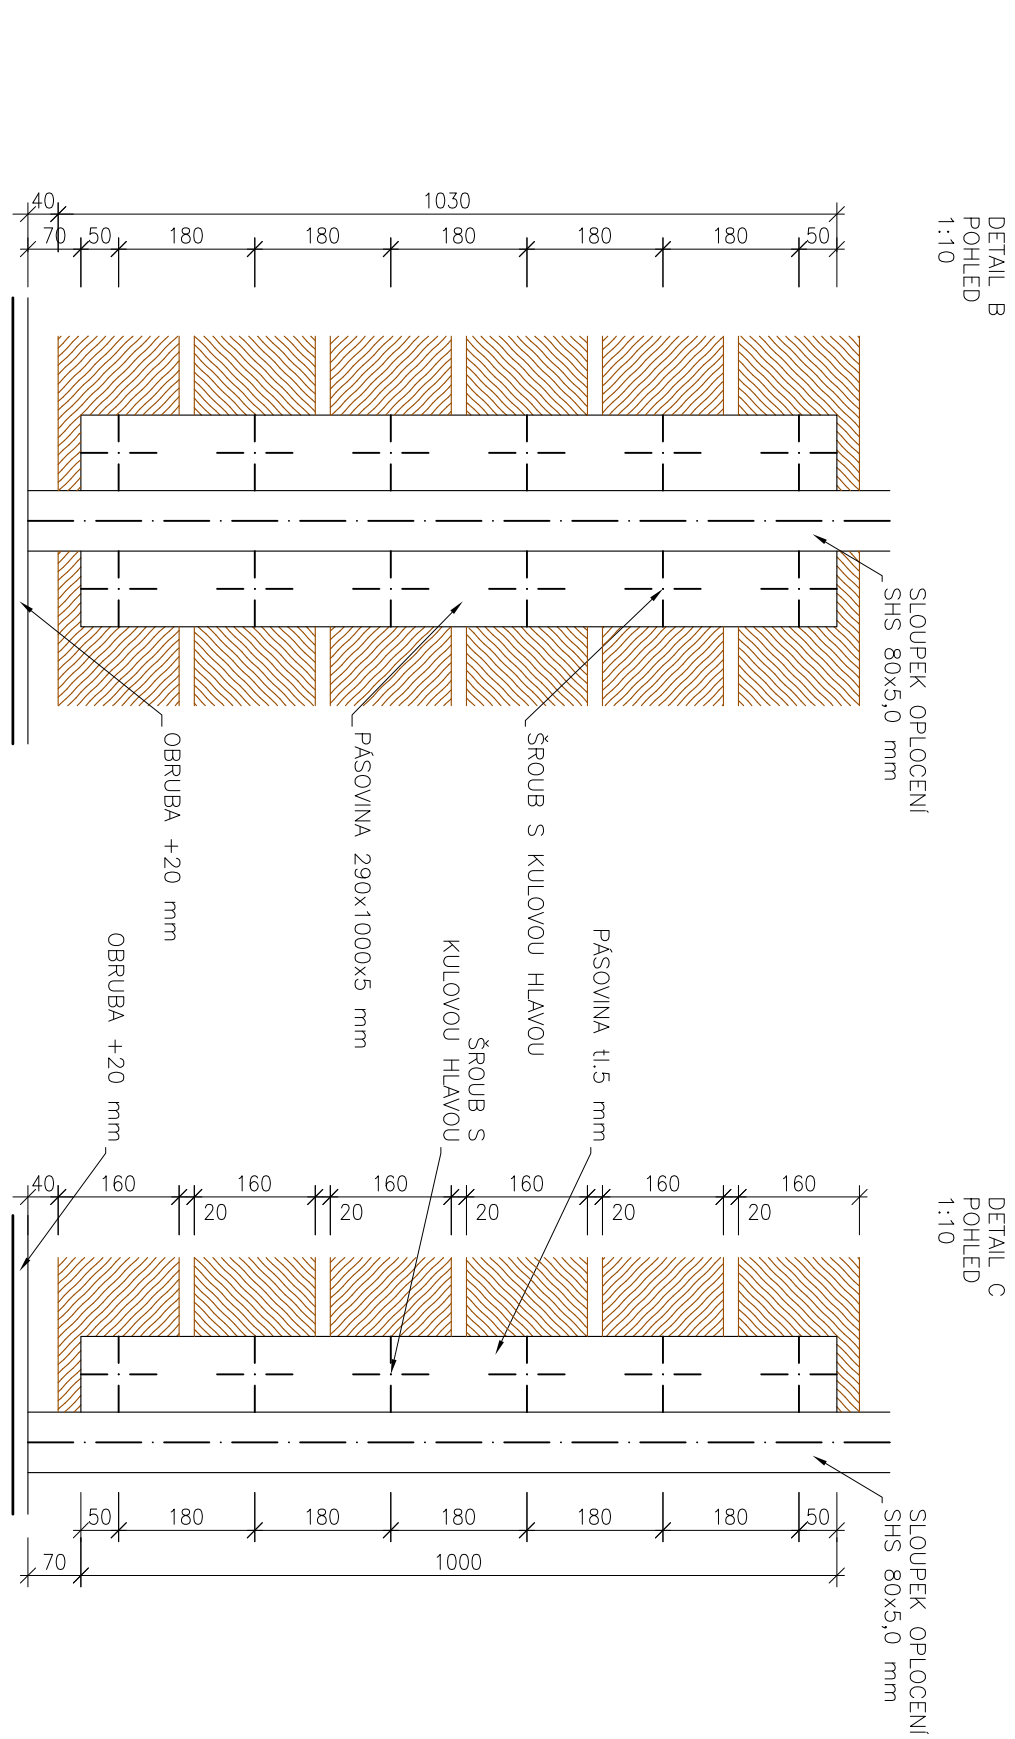 DETAIL B
POHLED
1:10
40
1030
70
50
180
180
180
180
180
50
SLOUPEK OPLOCENÍ
SHS 80x5,0 mm
ŠROUB S KULOVOU HLAVOU
PÁSOVINA 290x1000x5 mm
OBRUBA +20 mm
DETAIL C
POHLED
1:10
PÁSOVINA tl.5 mm
ŠROUB S
KULOVOU HLAVOU
OBRUBA +20 mm
40
160
160
160
160
160
160
20
20
20
20
20
SLOUPEK OPLOCENÍ
SHS 80x5,0 mm
50
180
180
180
180
180
50
70
1000